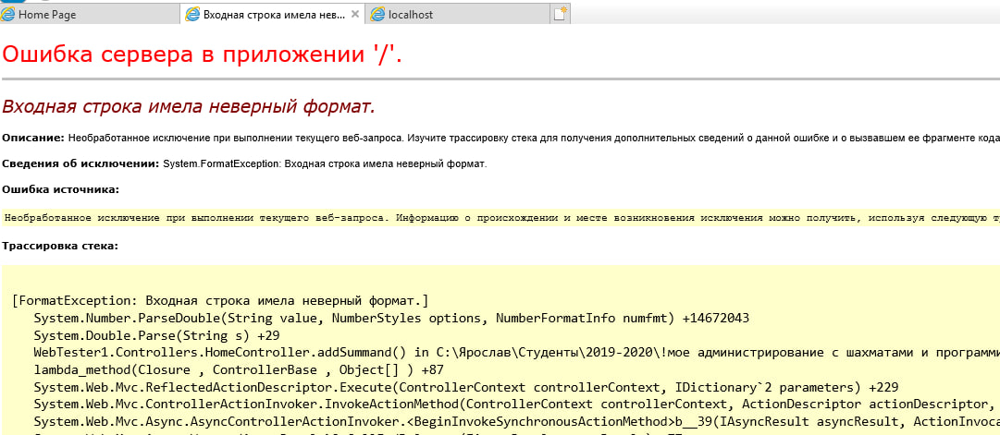 Home Page
Входная строка имела нев...
localhost
Ошибка сервера в приложении '/'.
Входная строка имела неверный формат.
Описание: Необработанное исключение при выполнении текущего веб-запроса. Изучите трассировку стека для получения дополнительных сведений о данной ошибке и о вызвавшем ее фрагменте кода
Сведения об исключении: System.FormatException: Входная строка имела неверный формат.
Ошибка источника:
Необработанное исключение при выполнении текущего веб-запроса. Информацию о происхождении и месте возникновения исключения можно получить, используя следующую
Трассировка стека:
[FormatException: Входная строка имела неверный формат.]
System.Number.ParseDouble(String value, NumberStyles options, NumberFormatInfo numfmt) +14672043
System.Double.Parse(String s) +29
WebTester1.Controllers.HomeController.addSummand() in C:\Ярослав\Студенты\2019-2020\!мое администрирование с шахматами и программи
lambda_method(Closure , ControllerBase , Object[] ) +87
System.Web.Mvc.ReflectedActionDescriptor.Execute(ControllerContext controllerContext, IDictionary`2 parameters) +229
System.Web.Mvc.ControllerActionInvoker.InvokeActionMethod(ControllerContext controllerContext, ActionDescriptor actionDescriptor,
System.Web.Mvc.Async.AsyncControllerActionInvoker.<BeginInvokeSynchronousActionMethod>b__39(IAsyncResult asyncResult, ActionInvoca